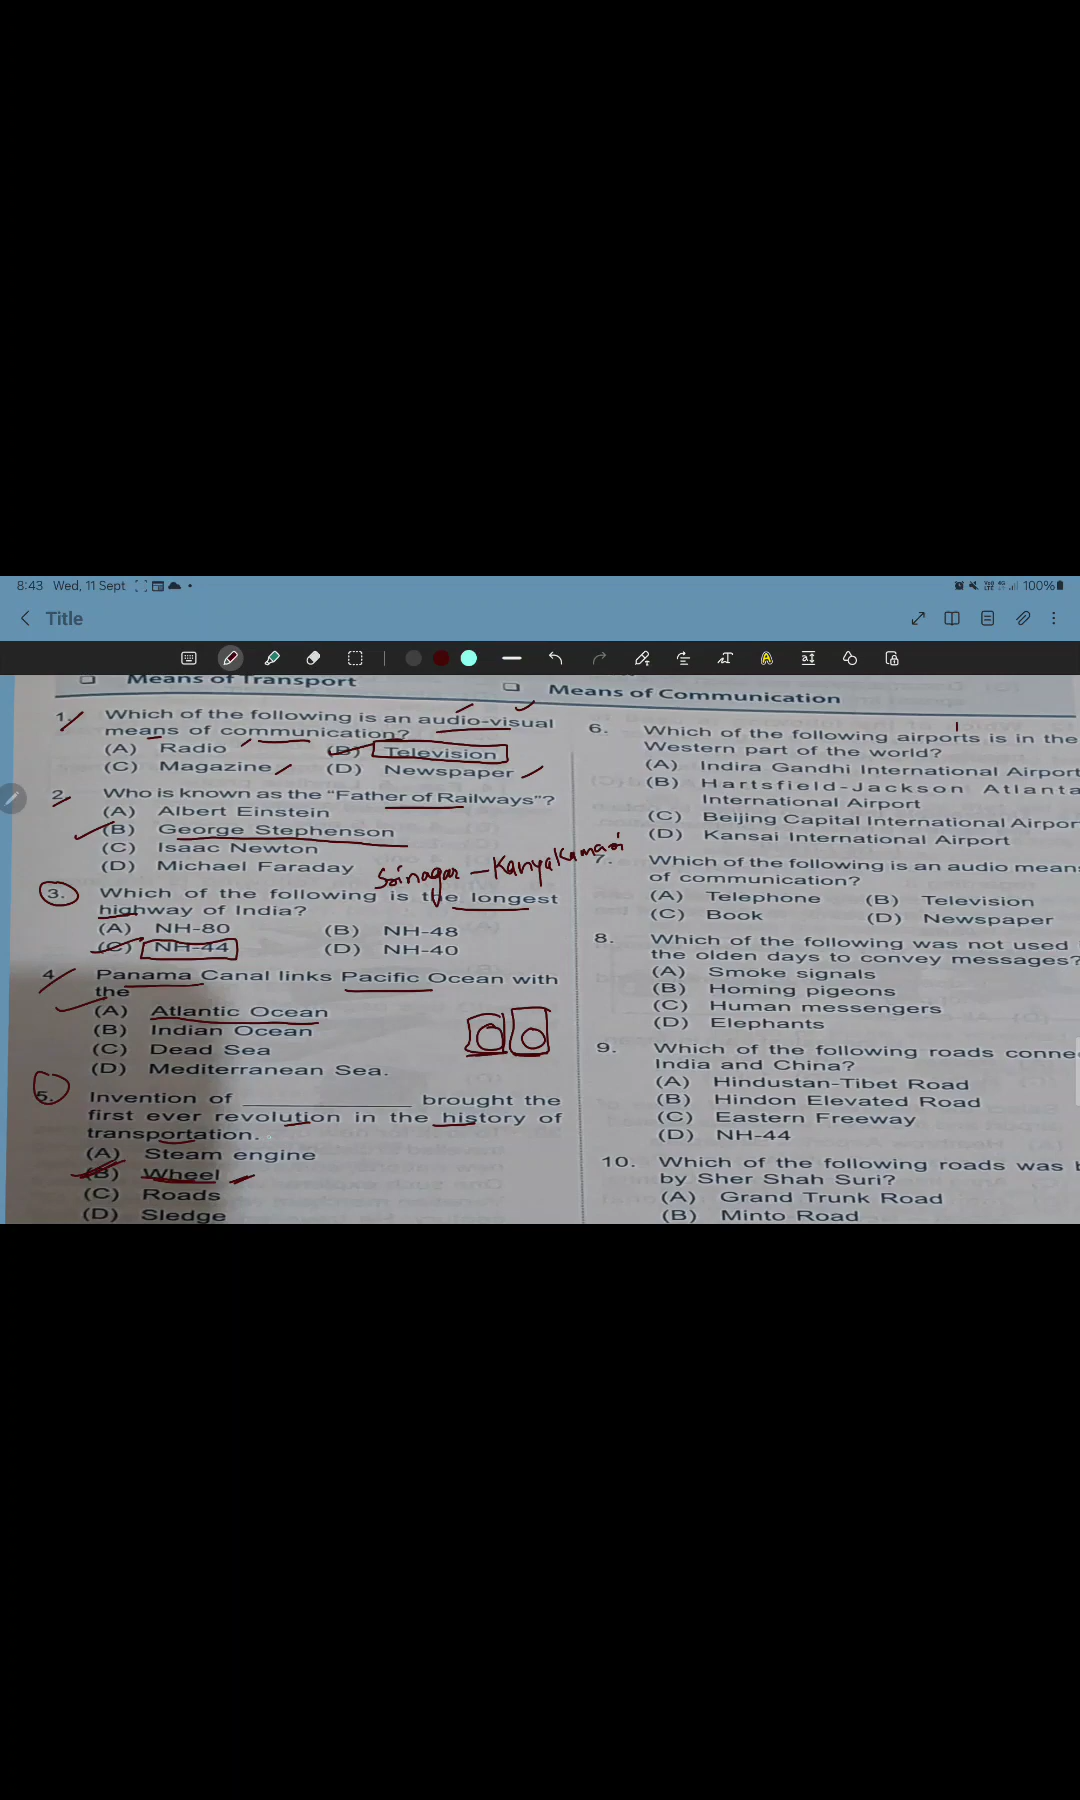 8:43 Wed, 11 Sept
100%
Title
Means of Transport
Means of Communication
1. Which of the following is an audio-visual
means of communication?
(A) Radio (B) Television
(C) Magazine (D) Newspaper
2. Who is known as the "Father of Railways"?
(A) Albert Einstein
(B) George Stephenson
(C) Isaac Newton
(D) Michael Faraday
Srinagar - Kanyakumari
3. Which of the following is the longest
highway of India?
(A) NH-80 (B) NH-48
(C) NH-44 (D) NH-40
4. Panama Canal links Pacific Ocean with
the
(A) Atlantic Ocean
(B) Indian Ocean
(C) Dead Sea
(D) Mediterranean Sea.
5. Invention of ______ brought the
first ever revolution in the history of
transportation.
(A) Steam engine
(B) Wheel
(C) Roads
(D) Sledge
6. Which of the following airports is in the
Western part of the world?
(A) Indira Gandhi International Airport
(B) Hartsfield-Jackson Atlanta
International Airport
(C) Beijing Capital International Airpor
(D) Kansai International Airport
7. Which of the following is an audio mean
of communication?
(A) Telephone (B) Television
(C) Book (D) Newspaper
8. Which of the following was not used
the olden days to convey messages?
(A) Smoke signals
(B) Homing pigeons
(C) Human messengers
(D) Elephants
9. Which of the following roads conne
India and China?
(A) Hindustan-Tibet Road
(B) Hindon Elevated Road
(C) Eastern Freeway
(D) NH-44
10. Which of the following roads was b
by Sher Shah Suri?
(A) Grand Trunk Road
(B) Minto Road